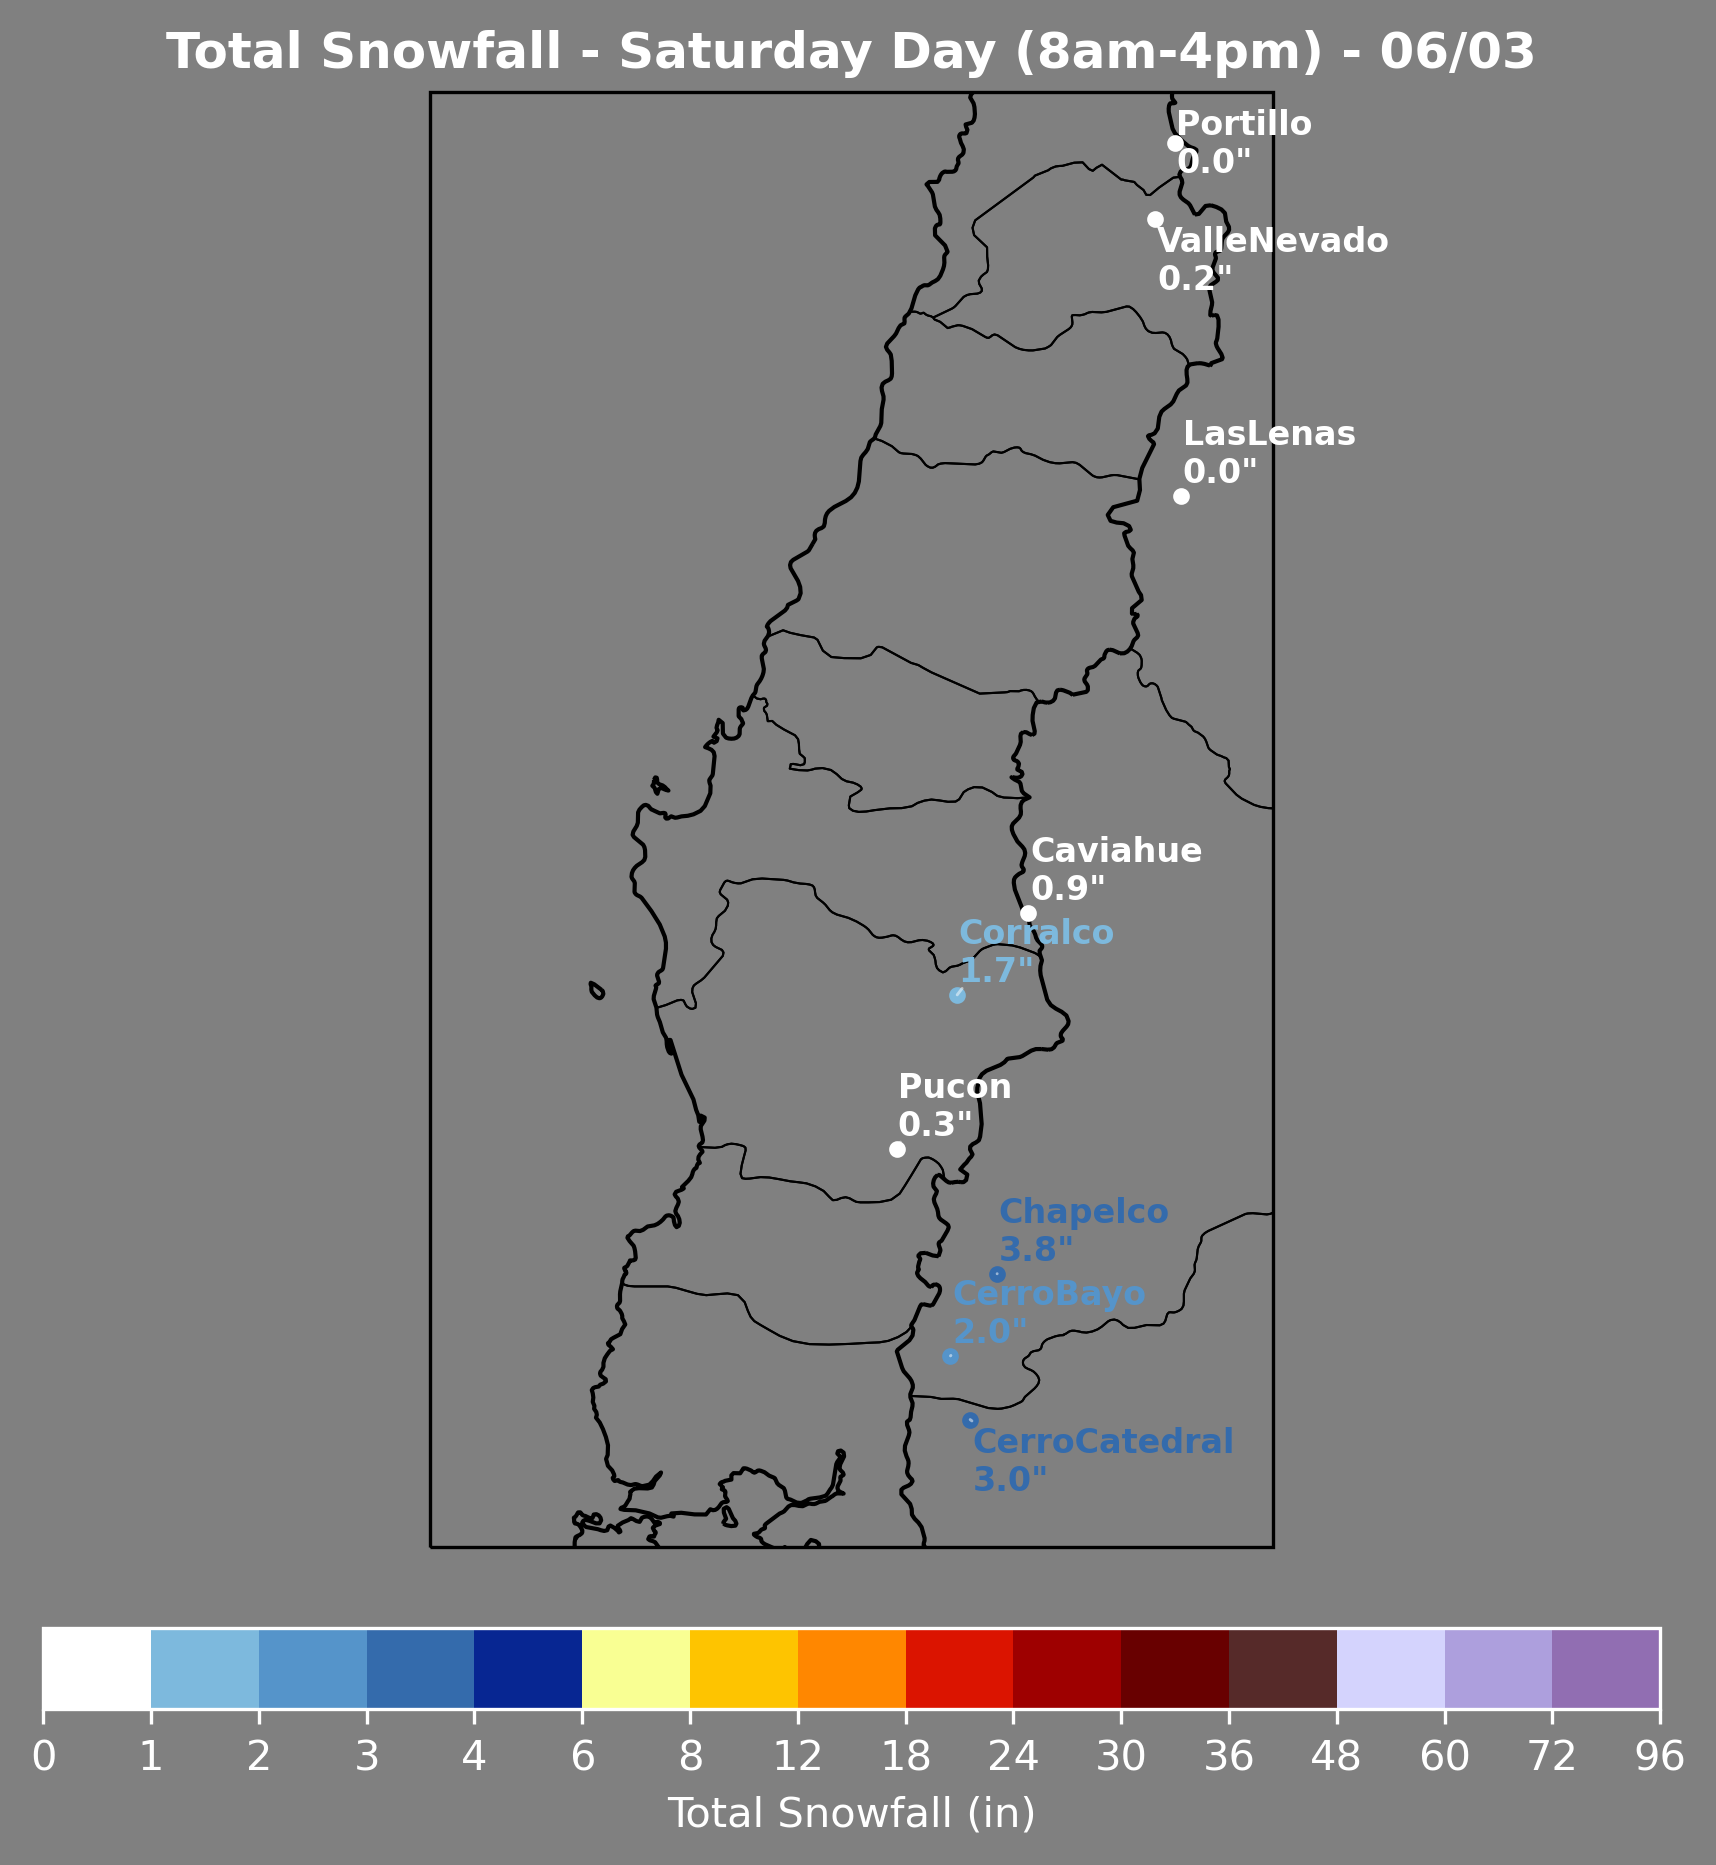 Total Snowfall - Saturday Day (8am-4pm) - 06/03
Portillo
0.0"
ValleNevado
0.2"
LasLenas
0.0"
Caviahue
0.9"
Corralco
1.7"
Pucon
0.3"
Chapelco
3.8"
CerroBayo
2.0"
CerroCatedral
3.0"
0 1 2 3 4 6 8 12 18 24 30 36 48 60 72 96
Total Snowfall (in)